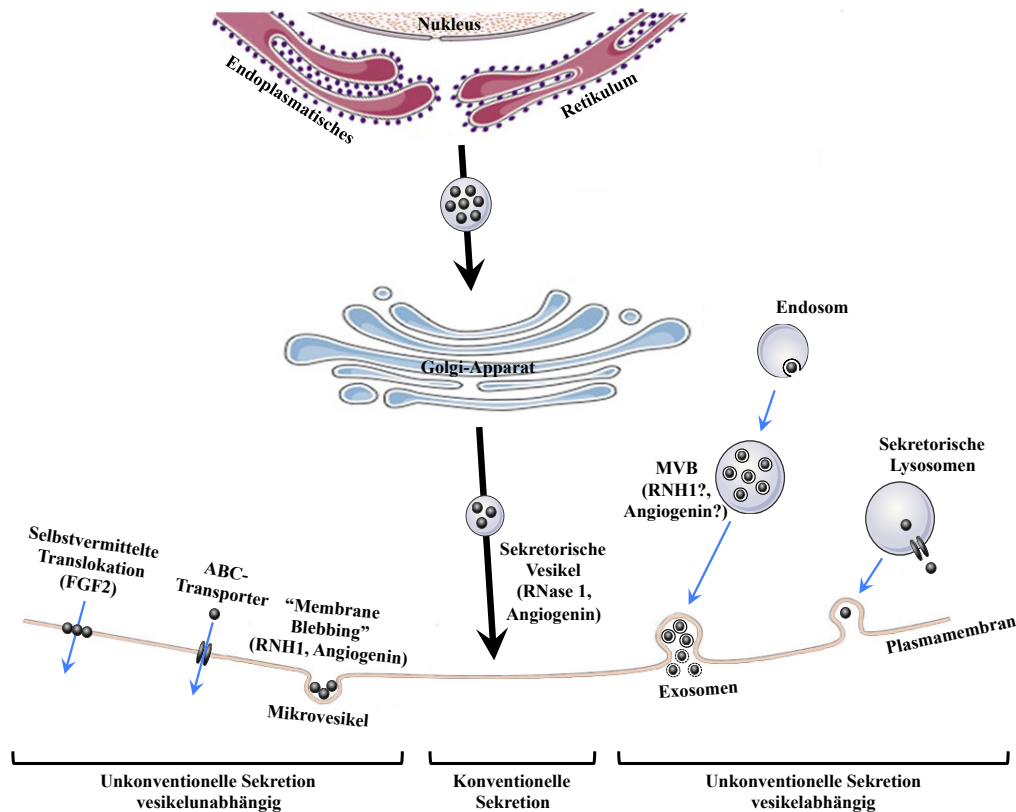 Nukleus
Endoplasmatisches
Retikulum
Golgi-Apparat
Endosom
MVB
(RNH1?,
Angiogenin?)
Sekretorische
Lysosomen
Selbstvermittelte
Translokation
(FGF2)
ABC-
Transporter
“Membrane
Blebbing”
(RNH1, Angiogenin)
Mikrovesikel
Sekretorische
Vesikel
(RNase 1,
Angiogenin)
Exosomen
Plasmamembran
Unkonventionelle Sekretion
vesikelunabhängig
Konventionelle
Sekretion
Unkonventionelle Sekretion
vesikelabhängig